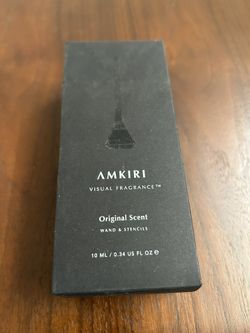 AMKIRI
VISUAL FRAGRANCE™
Original Scent
WAND & STENCILS
10 ML / 0.34 US FL OZ ℮